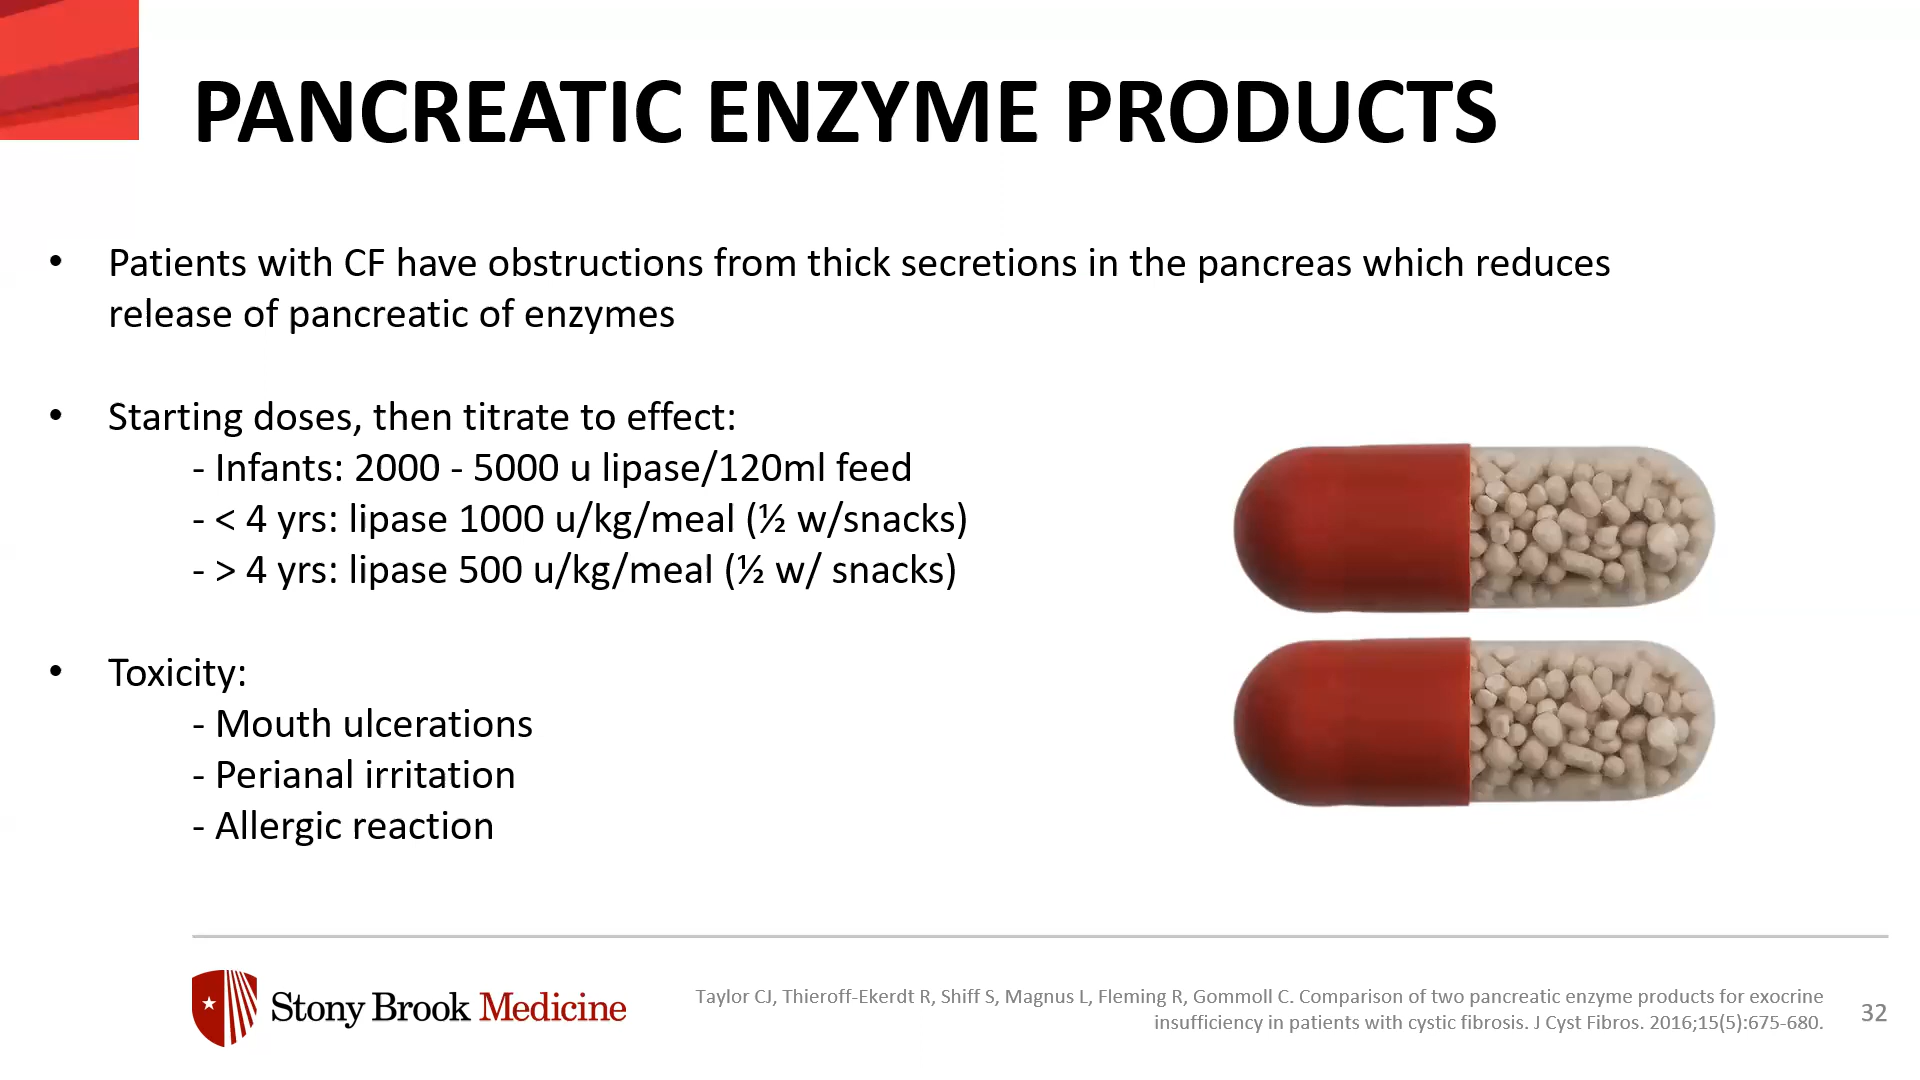 PANCREATIC ENZYME PRODUCTS
• Patients with CF have obstructions from thick secretions in the pancreas which reduces
release of pancreatic of enzymes
• Starting doses, then titrate to effect:
- Infants: 2000 - 5000 u lipase/120ml feed
- < 4 yrs: lipase 1000 u/kg/meal (½ w/snacks)
- > 4 yrs: lipase 500 u/kg/meal (½ w/ snacks)
• Toxicity:
- Mouth ulcerations
- Perianal irritation
- Allergic reaction
Stony Brook Medicine
Taylor CJ, Thieroff-Ekerdt R, Shiff S, Magnus L, Fleming R, Gommoll C. Comparison of two pancreatic enzyme products for exocrine
insufficiency in patients with cystic fibrosis. J Cyst Fibros. 2016;15(5):675-680.
32